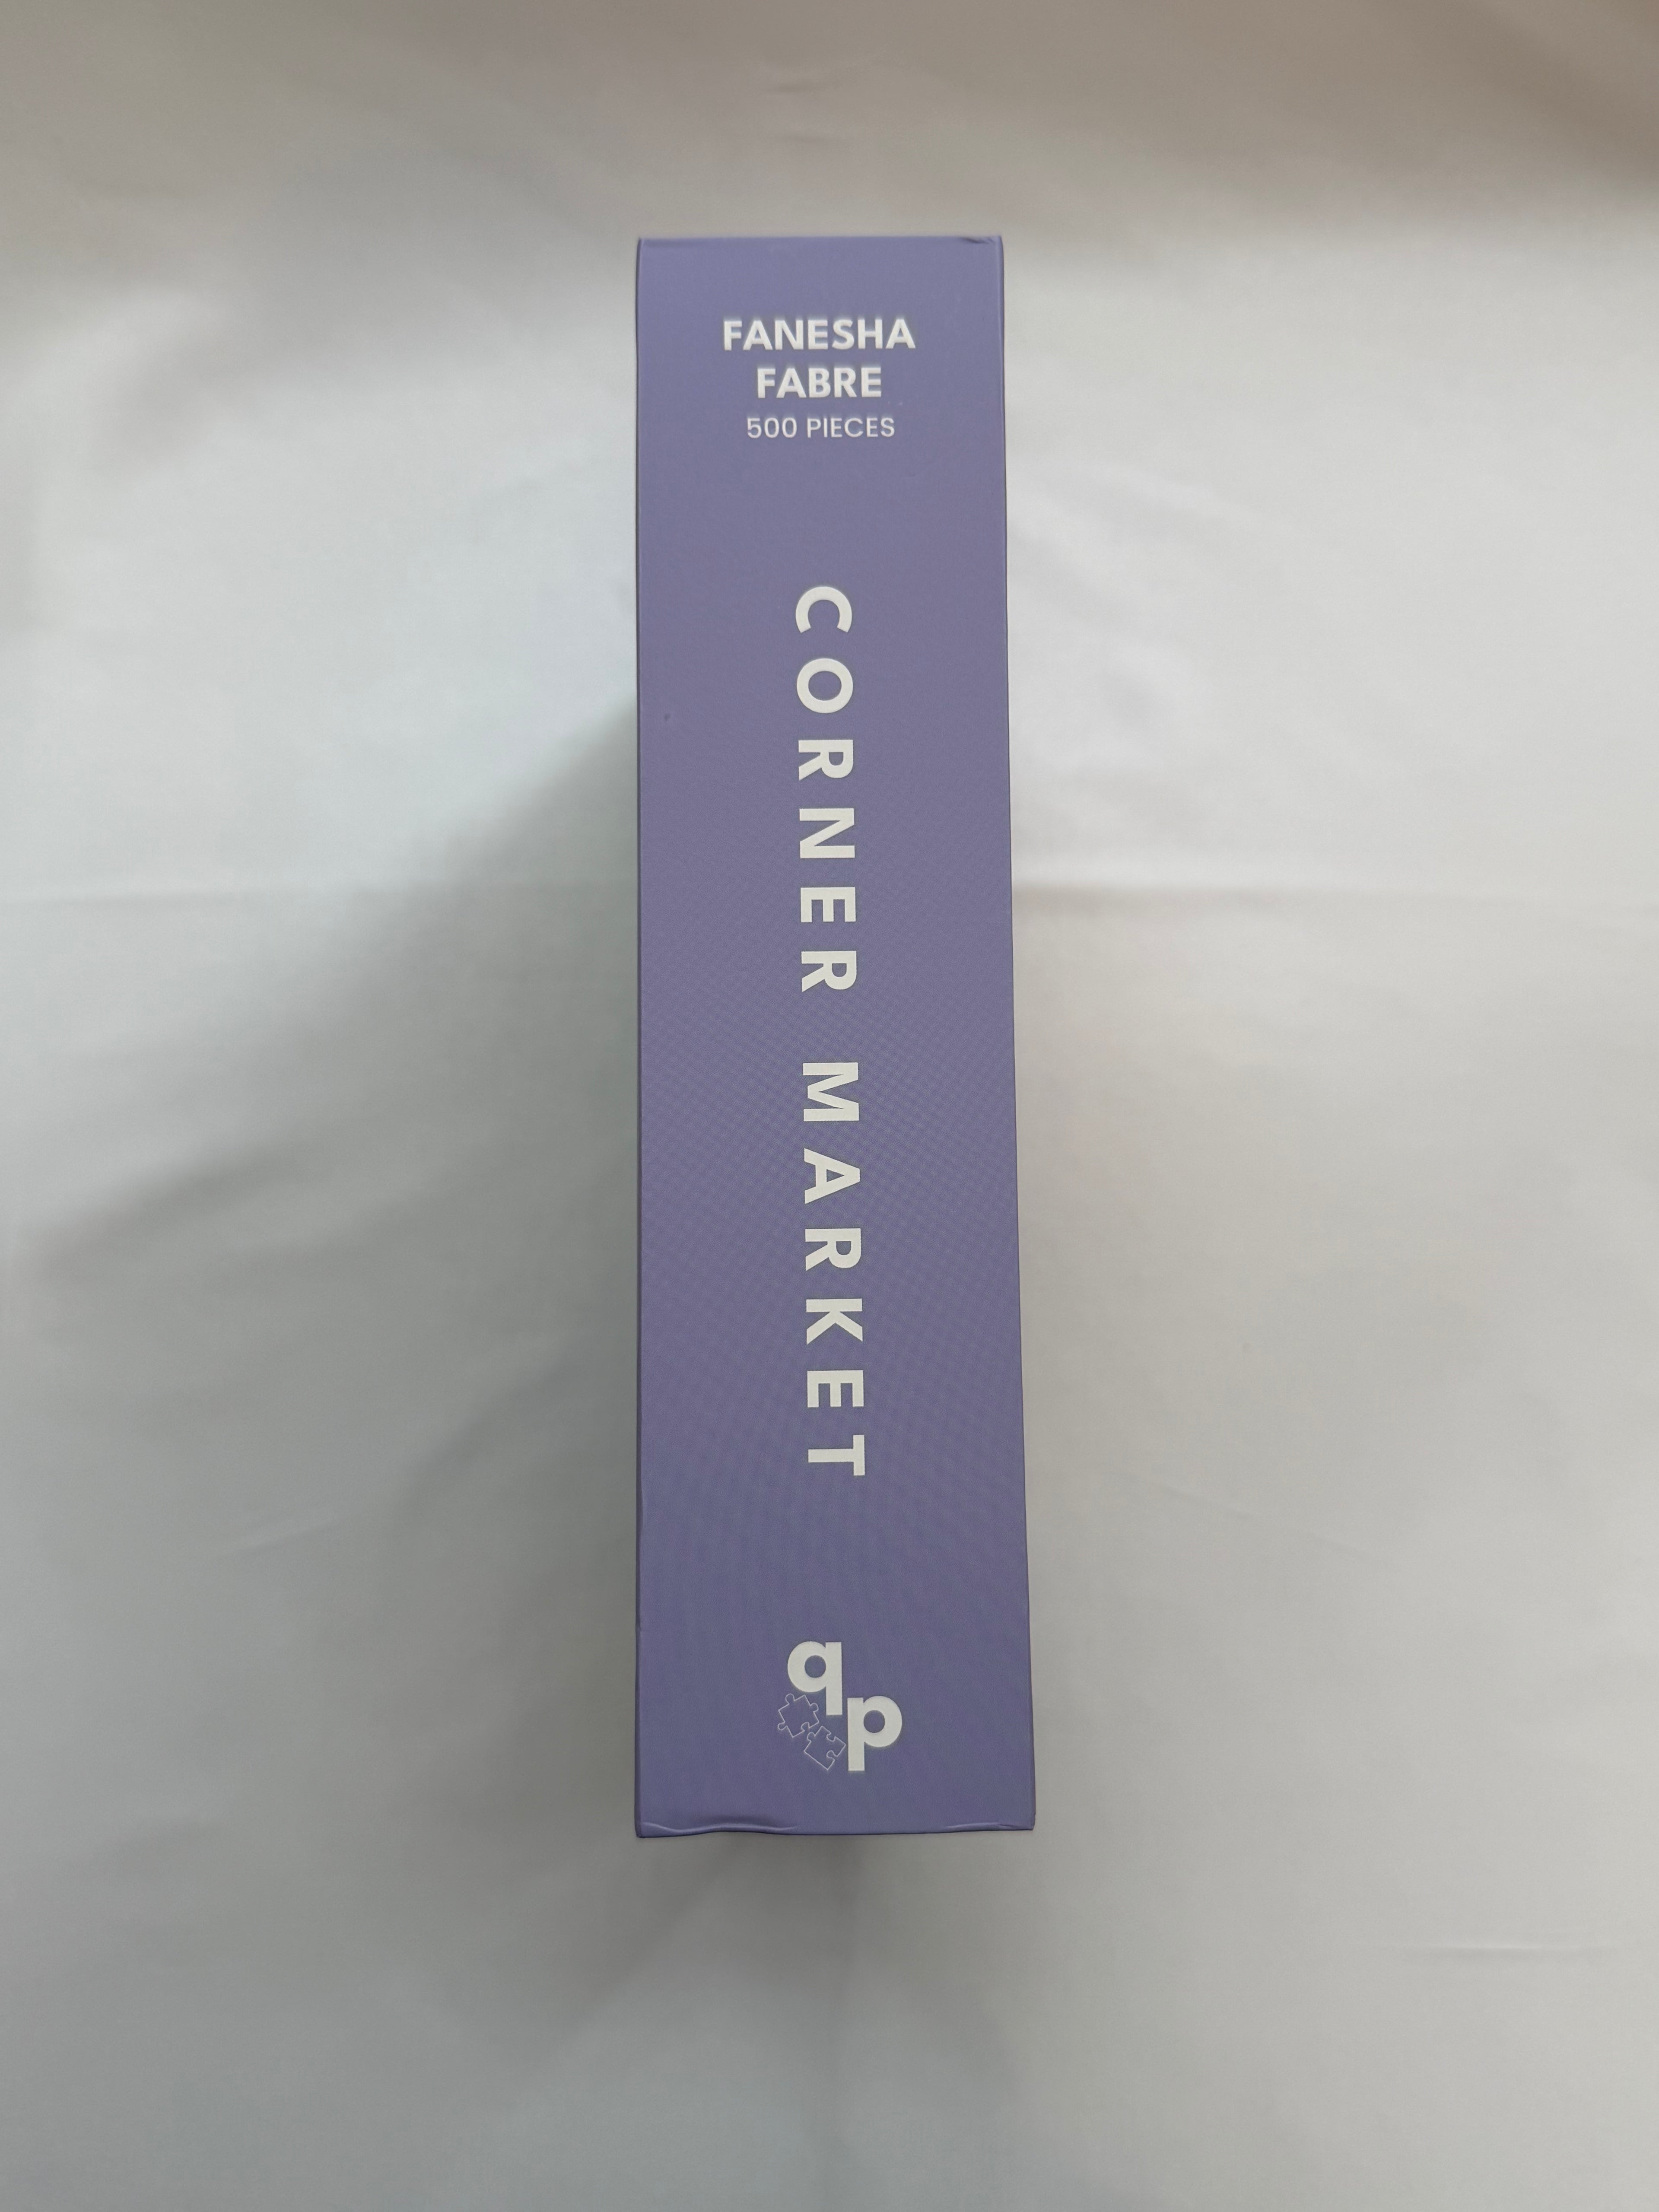 FANESHA
FABRE
500 PIECES
CORNER MARKET
qp